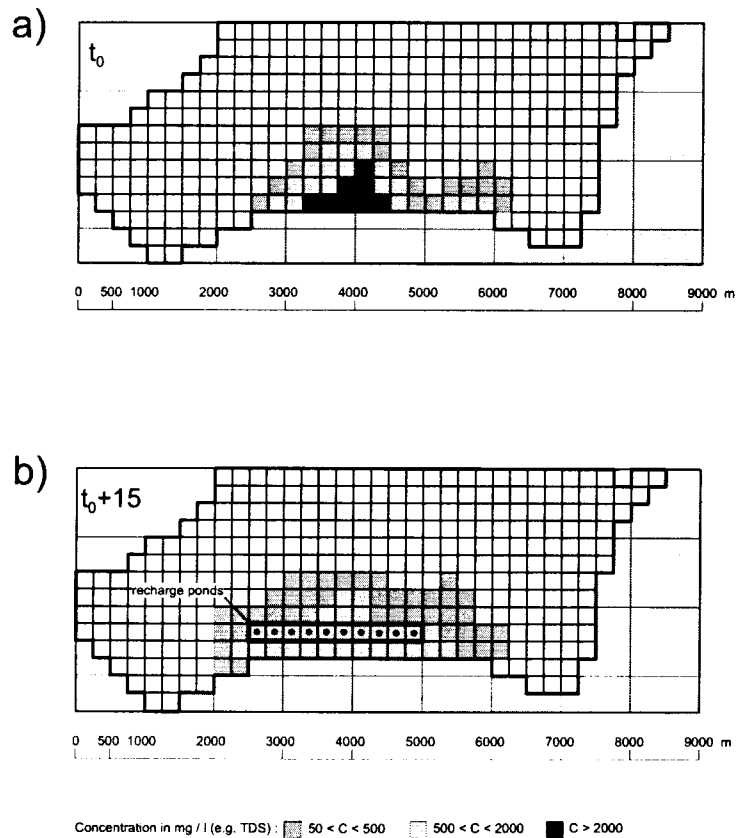 a)
t0
0 500 1000 2000 3000 4000 5000 6000 7000 8000 9000 m
b)
t0+15
recharge ponds
0 500 1000 2000 3000 4000 5000 6000 7000 8000 9000 m
Concentration in mg / l (e.g. TDS) : 50 < C < 500 500 < C < 2000 C > 2000